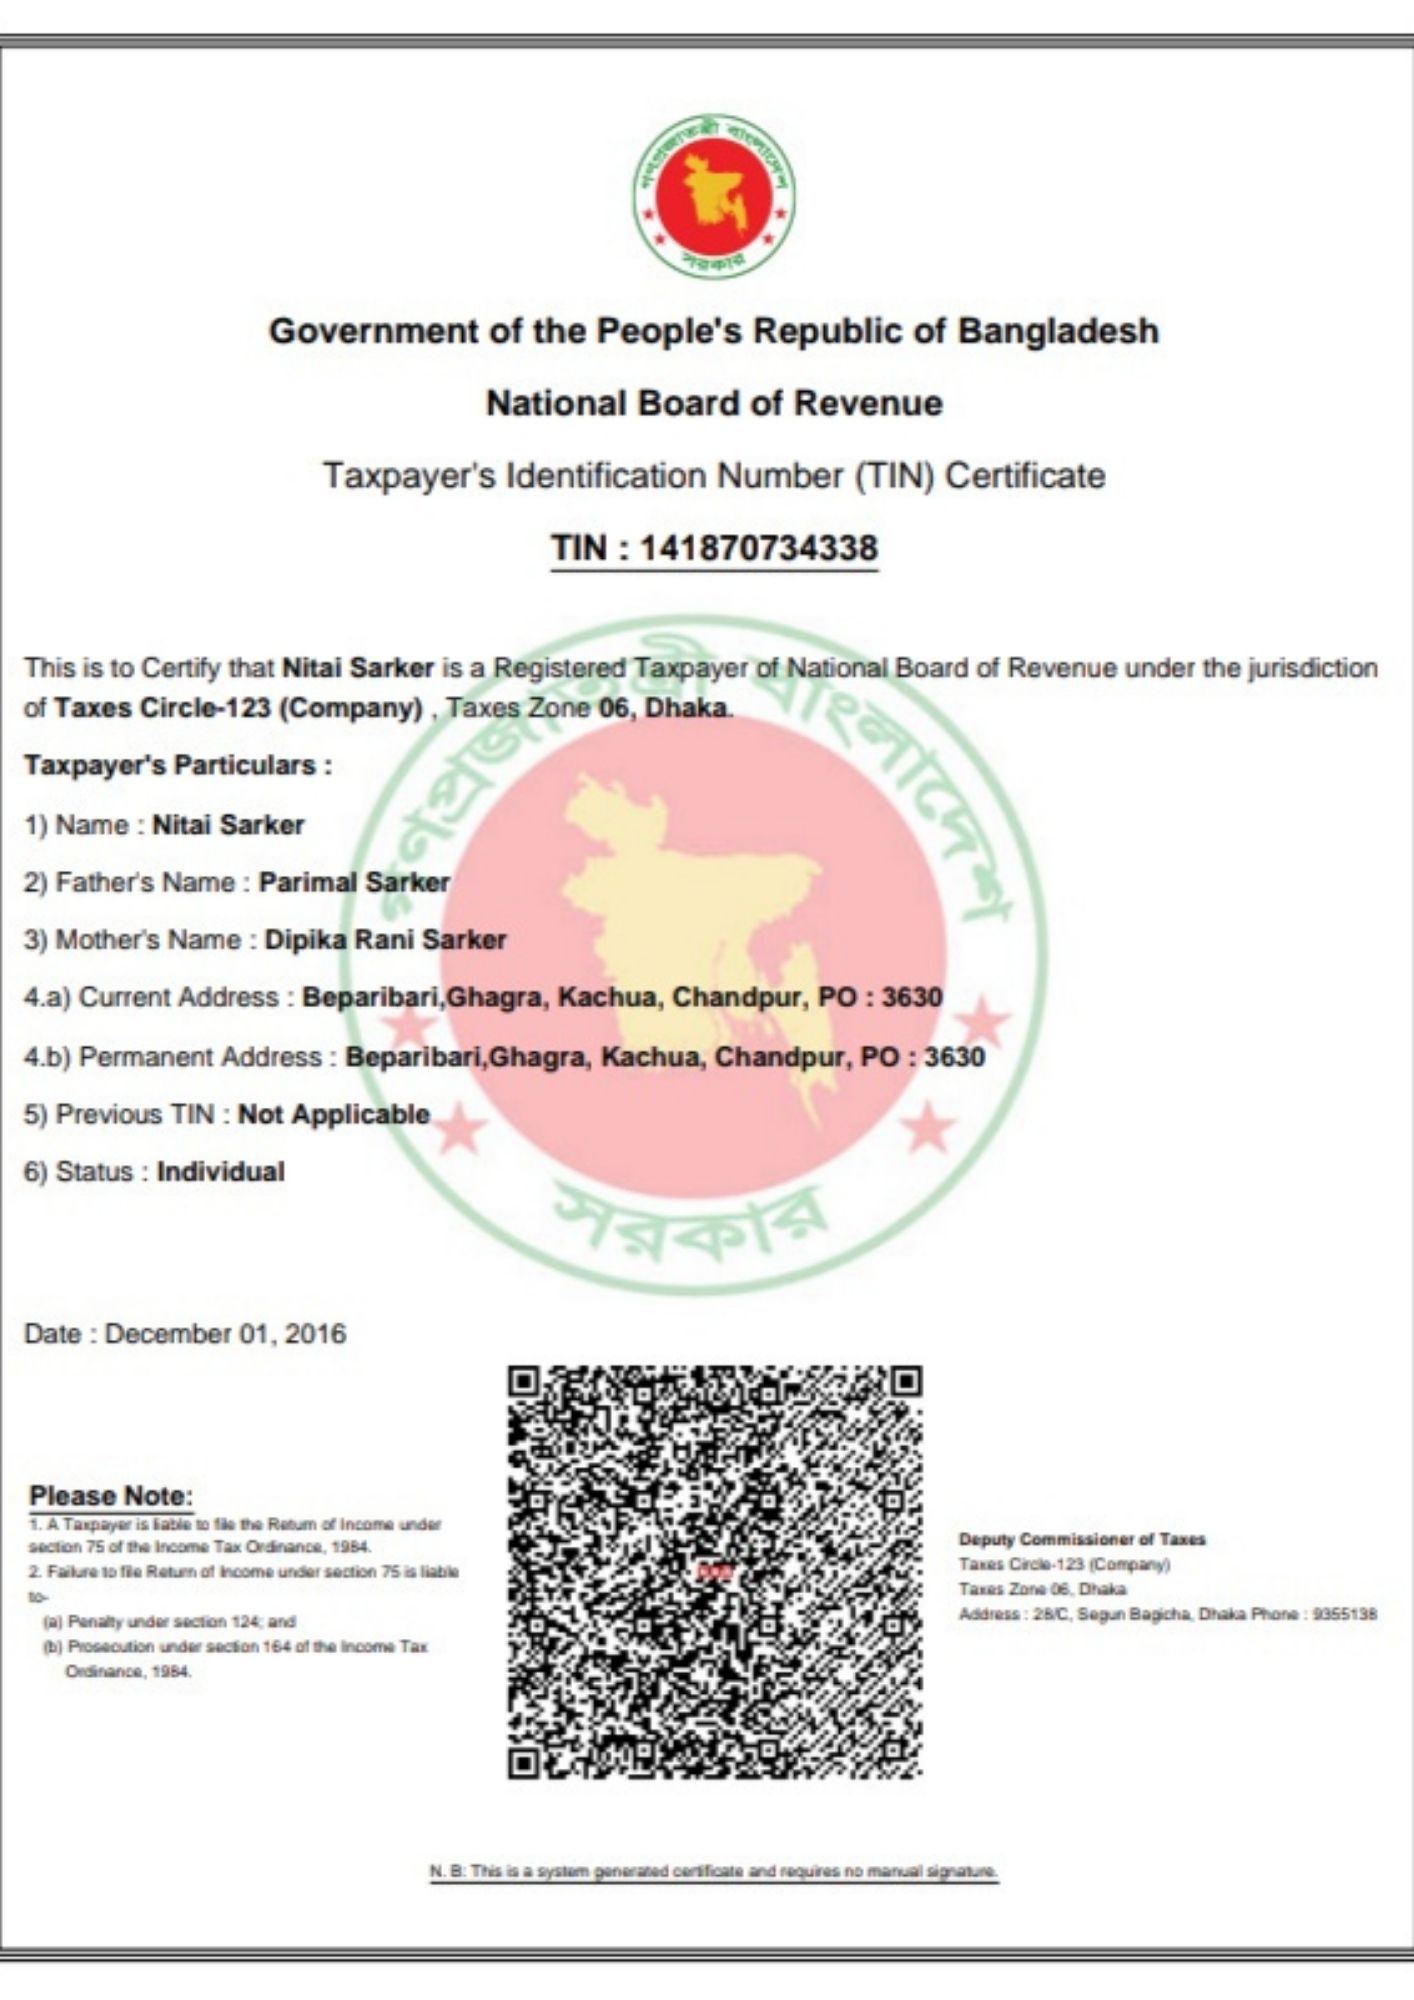 গণপ্রজাতন্ত্রী বাংলাদেশ
সরকার
Government of the People's Republic of Bangladesh
National Board of Revenue
Taxpayer's Identification Number (TIN) Certificate
TIN : 141870734338
This is to Certify that Nitai Sarker is a Registered Taxpayer of National Board of Revenue under the jurisdiction
of Taxes Circle-123 (Company) , Taxes Zone 06, Dhaka.
Taxpayer's Particulars :
1) Name : Nitai Sarker
2) Father's Name : Parimal Sarker
3) Mother's Name : Dipika Rani Sarker
4.a) Current Address : Beparibari,Ghagra, Kachua, Chandpur, PO : 3630
4.b) Permanent Address : Beparibari,Ghagra, Kachua, Chandpur, PO : 3630
5) Previous TIN : Not Applicable
6) Status : Individual
গণপ্রজাতন্ত্রী বাংলাদেশ
সরকার
Date : December 01, 2016
Please Note:
1. A Taxpayer is liable to file the Return of Income under
section 75 of the Income Tax Ordinance, 1984.
2. Failure to file Return of Income under section 75 is liable
to-
(a) Penalty under section 124; and
(b) Prosecution under section 164 of the Income Tax
Ordinance, 1984.
Deputy Commissioner of Taxes
Taxes Circle-123 (Company)
Taxes Zone 06, Dhaka
Address : 28/C, Segun Bagicha, Dhaka Phone : 9355138
N. B: This is a system generated certificate and requires no manual signature.